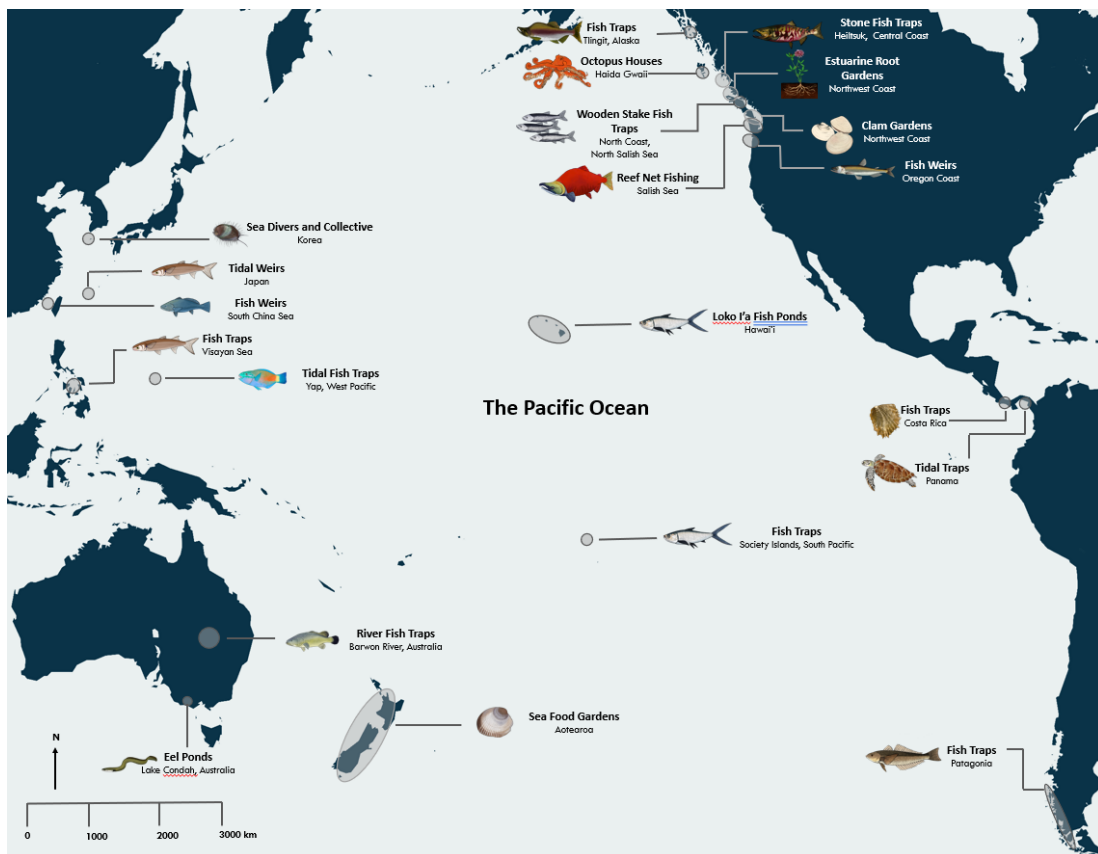 Fish Traps
Tlingit, Alaska
Stone Fish Traps
Heiltsuk, Central Coast
Octopus Houses
Haida Gwaii
Estuarine Root
Gardens
Northwest Coast
Wooden Stake Fish
Traps
North Coast,
North Salish Sea
Clam Gardens
Northwest Coast
Reef Net Fishing
Salish Sea
Fish Weirs
Oregon Coast
Sea Divers and Collective
Korea
Tidal Weirs
Japan
Fish Weirs
South China Sea
Loko I'a Fish Ponds
Hawai'i
Fish Traps
Visayan Sea
Tidal Fish Traps
Yap, West Pacific
The Pacific Ocean
Fish Traps
Costa Rica
Tidal Traps
Panama
Fish Traps
Society Islands, South Pacific
River Fish Traps
Barwon River, Australia
Sea Food Gardens
Aotearoa
N
Eel Ponds
Lake Condah, Australia
Fish Traps
Patagonia
0 1000 2000 3000 km